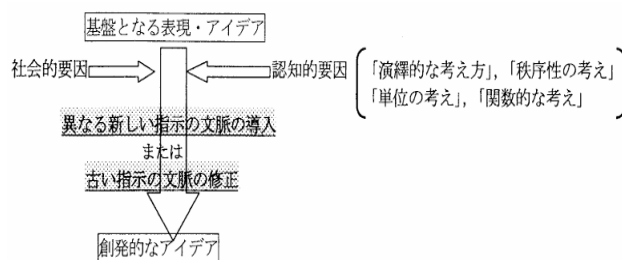 基盤となる表現・アイデア
社会的要因
認知的要因
「演繹的な考え方」,「秩序性の考え」
「単位の考え」,「関数的な考え」
異なる新しい指示の文脈の導入
または
古い指示の文脈の修正
創発的なアイデア